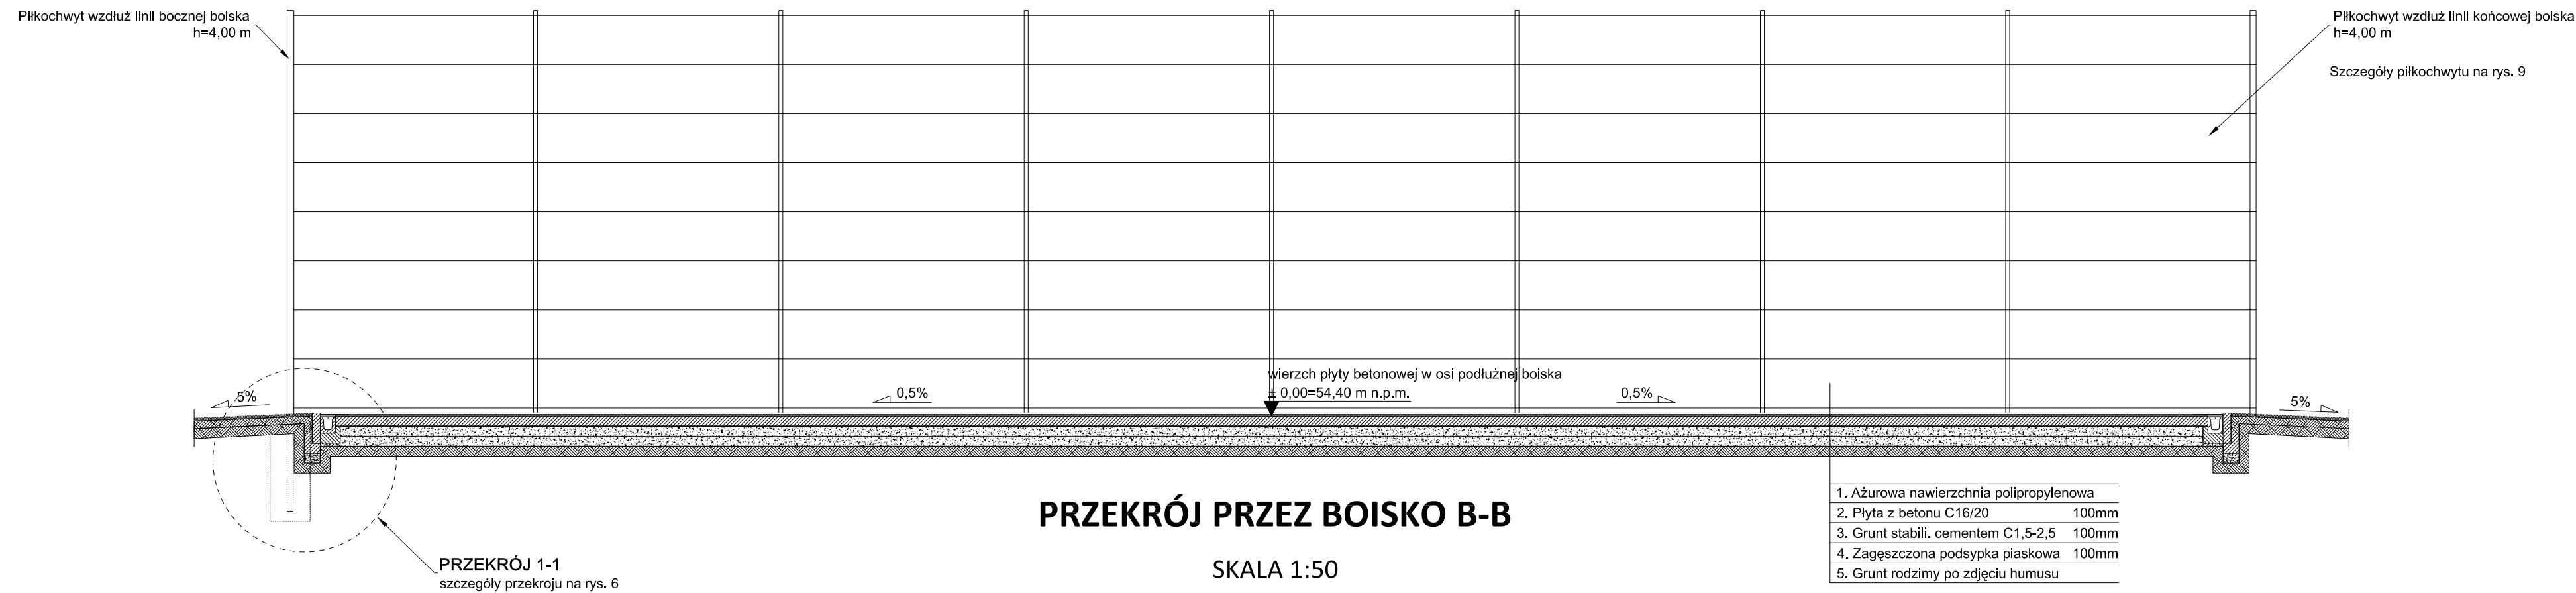 Piłkochwyt wzdłuż linii bocznej boiska
h=4,00 m
Piłkochwyt wzdłuż linii końcowej boiska
h=4,00 m
Szczegóły piłkochwytu na rys. 9
wierzch płyty betonowej w osi podłużnej boiska
± 0,00=54,40 m n.p.m.
5%
0,5%
0,5%
5%
1. Ażurowa nawierzchnia polipropylenowa
2. Płyta z betonu C16/20 100mm
3. Grunt stabili. cementem C1,5-2,5 100mm
4. Zagęszczona podsypka piaskowa 100mm
5. Grunt rodzimy po zdjęciu humusu
PRZEKRÓJ PRZEZ BOISKO B-B
SKALA 1:50
PRZEKRÓJ 1-1
szczegóły przekroju na rys. 6